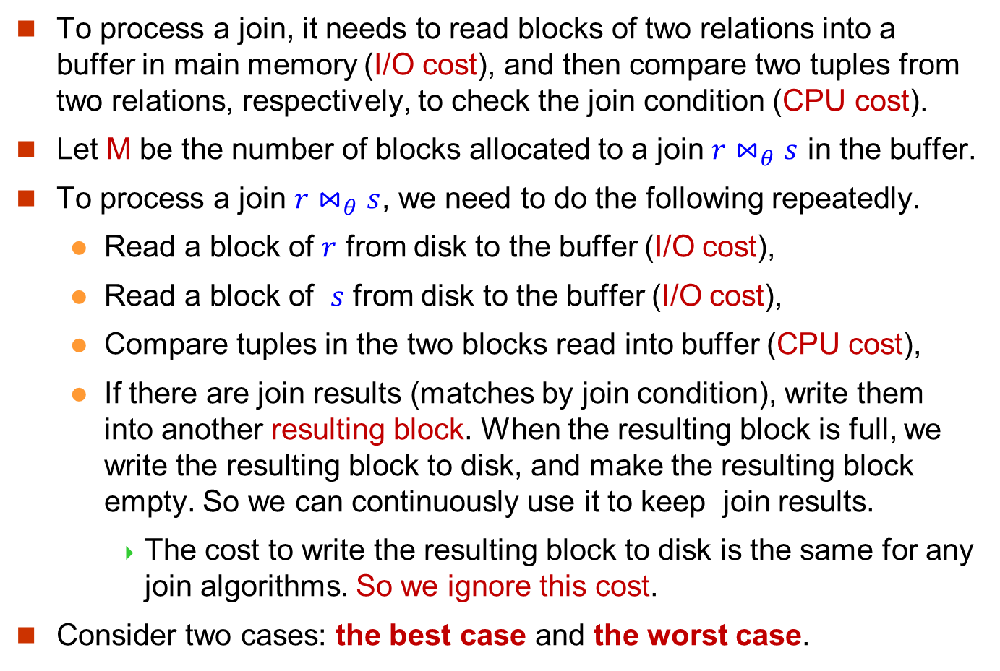 To process a join, it needs to read blocks of two relations into a
buffer in main memory (I/O cost), and then compare two tuples from
two relations, respectively, to check the join condition (CPU cost).
Let M be the number of blocks allocated to a join r ⋈θ s in the buffer.
To process a join r ⋈θ s, we need to do the following repeatedly.
Read a block of r from disk to the buffer (I/O cost),
Read a block of s from disk to the buffer (I/O cost),
Compare tuples in the two blocks read into buffer (CPU cost),
If there are join results (matches by join condition), write them
into another resulting block. When the resulting block is full, we
write the resulting block to disk, and make the resulting block
empty. So we can continuously use it to keep join results.
The cost to write the resulting block to disk is the same for any
join algorithms. So we ignore this cost.
Consider two cases: the best case and the worst case.